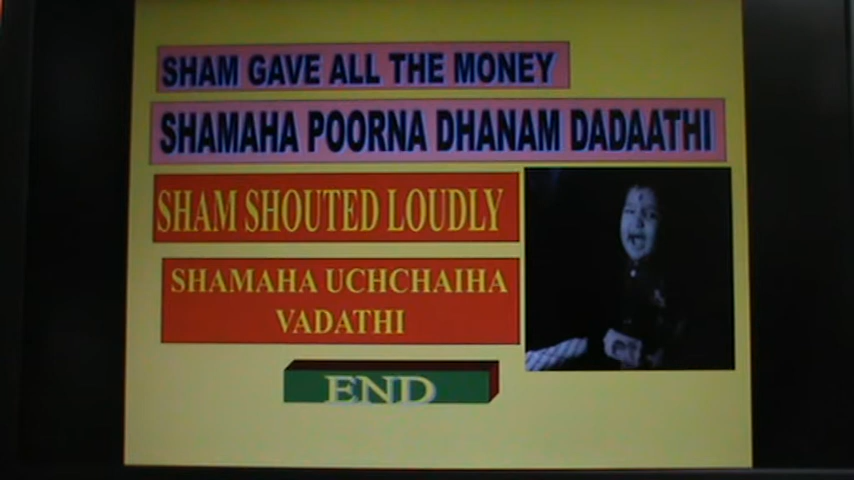 SHAM GAVE ALL THE MONEY
SHAMAHA POORNA DHANAM DADAATHI
SHAM SHOUTED LOUDLY
SHAMAHA UCHCHAIHA
VADATHI
END